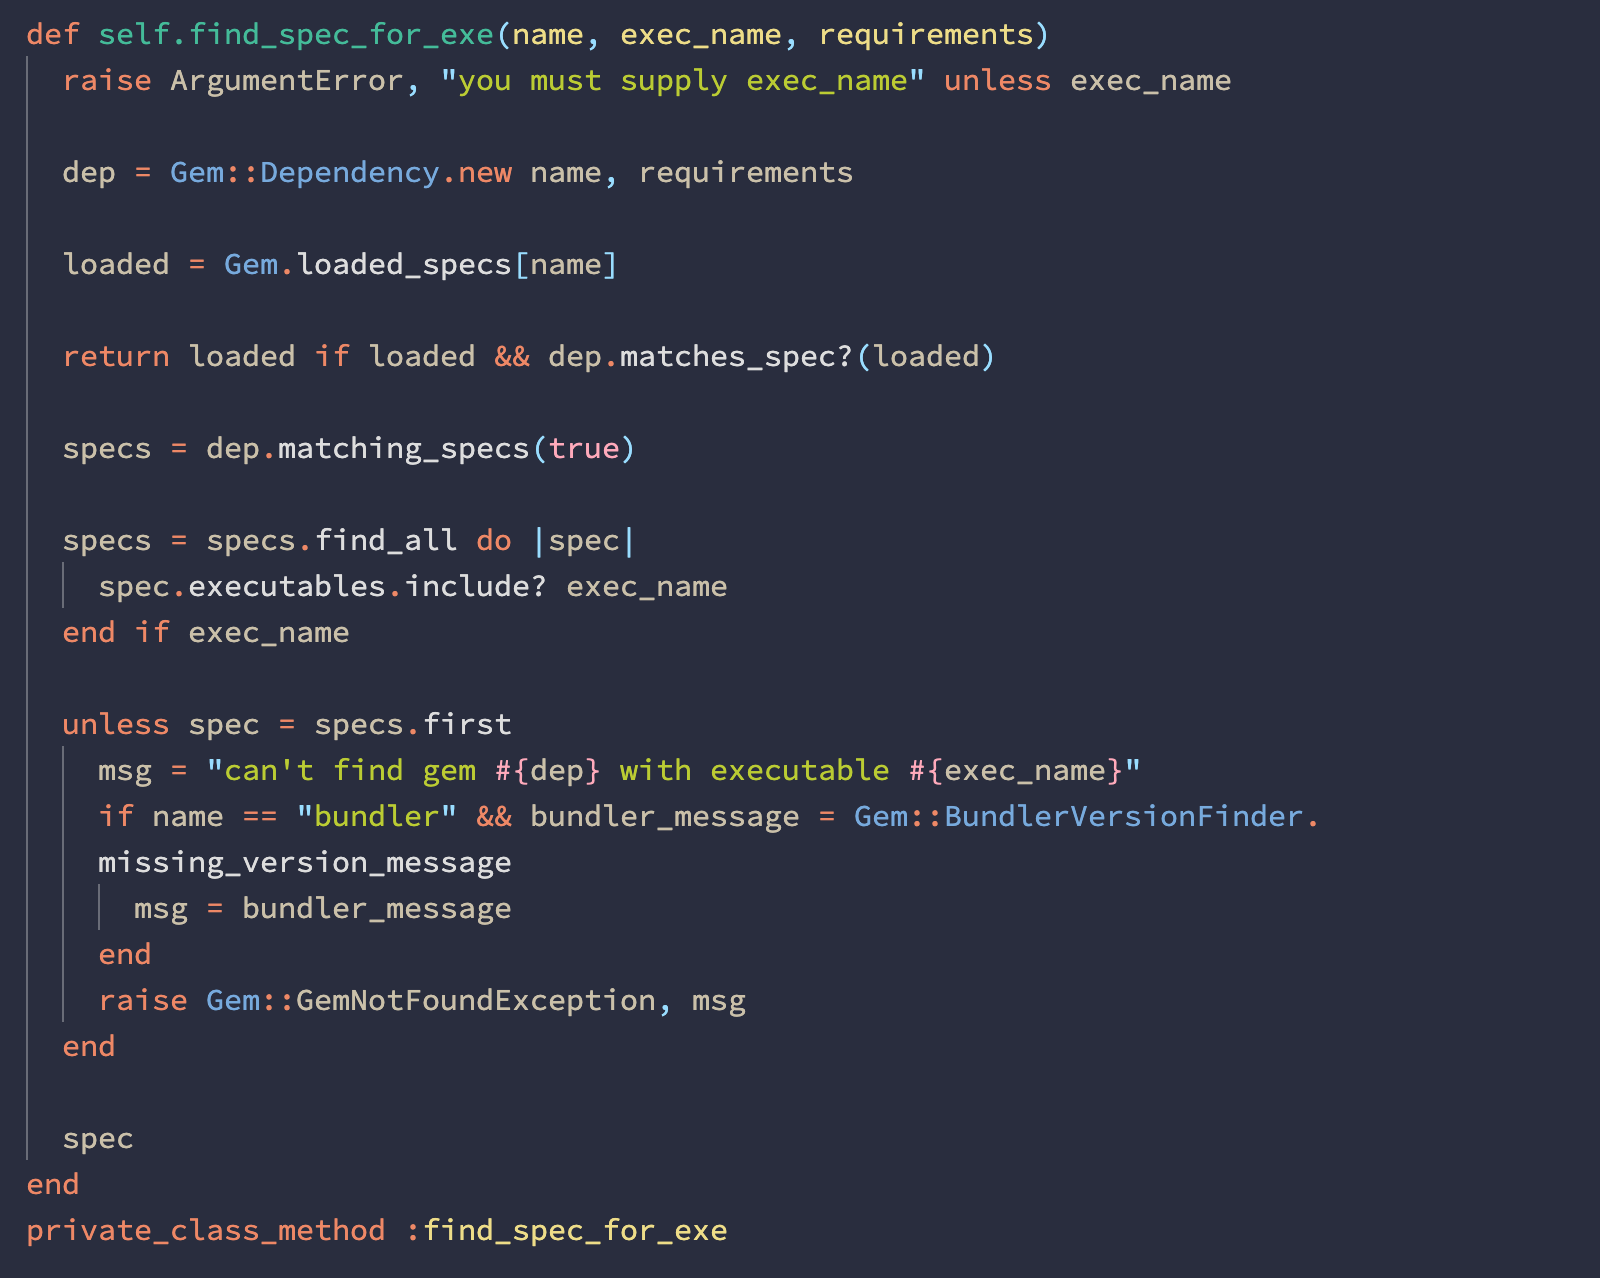 def self.find_spec_for_exe(name, exec_name, requirements)
  raise ArgumentError, "you must supply exec_name" unless exec_name

  dep = Gem::Dependency.new name, requirements

  loaded = Gem.loaded_specs[name]

  return loaded if loaded && dep.matches_spec?(loaded)

  specs = dep.matching_specs(true)

  specs = specs.find_all do |spec|
    spec.executables.include? exec_name
  end if exec_name

  unless spec = specs.first
    msg = "can't find gem #{dep} with executable #{exec_name}"
    if name == "bundler" && bundler_message = Gem::BundlerVersionFinder.
    missing_version_message
      msg = bundler_message
    end
    raise Gem::GemNotFoundException, msg
  end

  spec
end
private_class_method :find_spec_for_exe